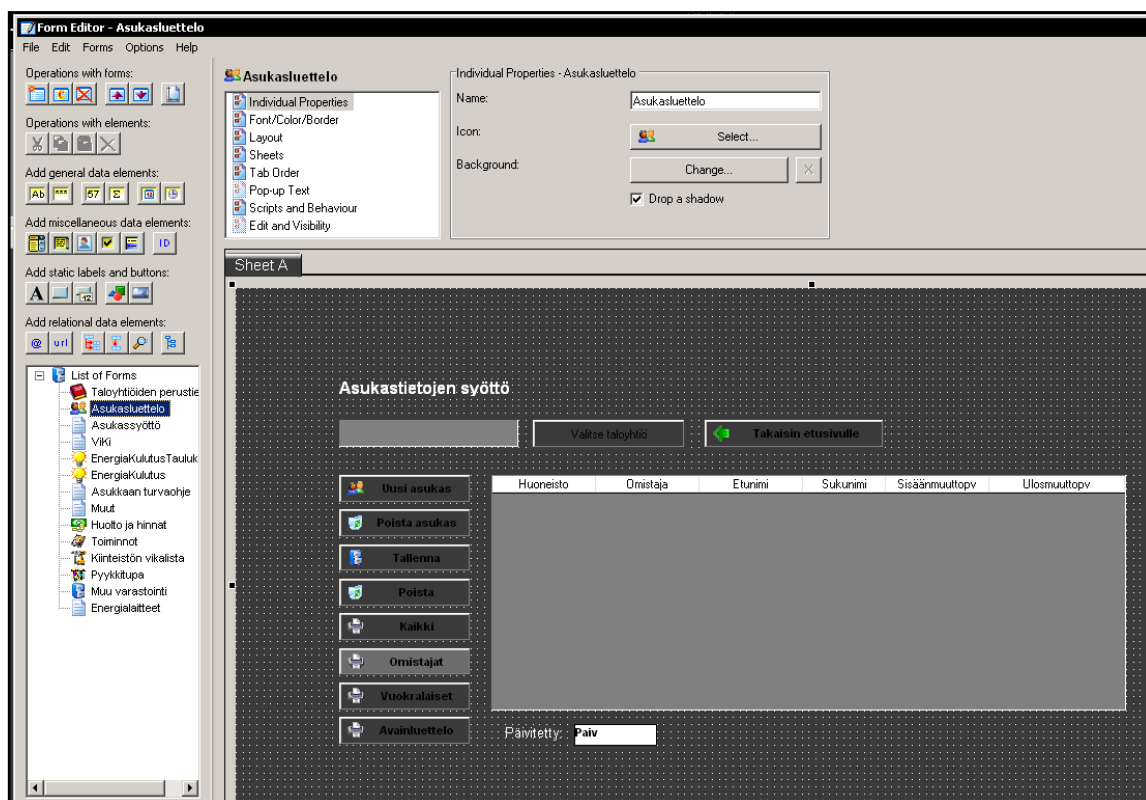 Form Editor - Asukasluettelo
File Edit Forms Options Help
Operations with forms:
Operations with elements:
Add general data elements:
Ab *** 57 Σ 12
Add miscellaneous data elements:
ID
Add static labels and buttons:
A 12
Add relational data elements:
@ url
List of Forms
Taloyhtiöiden perustie
Asukasluettelo
Asukassyöttö
ViKi
EnergiaKulutusTauluk
EnergiaKulutus
Asukkaan turvaohje
Muut
Huolto ja hinnat
Toiminnot
Kiinteistön vikalista
Pyykkitupa
Muu varastointi
Energialaitteet
Asukasluettelo
Individual Properties
Font/Color/Border
Layout
Sheets
Tab Order
Pop-up Text
Scripts and Behaviour
Edit and Visibility
Individual Properties - Asukasluettelo
Name: Asukasluettelo
Icon: Select...
Background: Change...
Drop a shadow
Sheet A
Asukastietojen syöttö
Valitse taloyhtiö Takaisin etusivulle
Uusi asukas
Poista asukas
Tallenna
Poista
Kaikki
Omistajat
Vuokralaiset
Avainluettelo
Huoneisto Omistaja Etunimi Sukunimi Sisäänmuuttopv Ulosmuuttopv
Päivitetty: Paiv